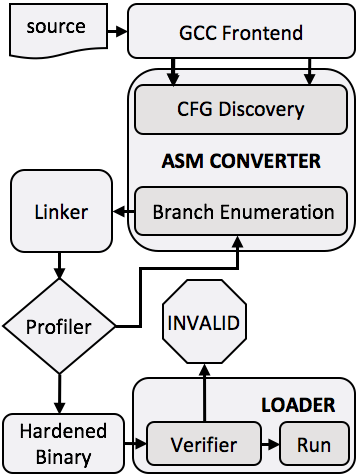 source
GCC Frontend
CFG Discovery
ASM CONVERTER
Linker
Branch Enumeration
Profiler
INVALID
LOADER
Hardened
Binary
Verifier
Run